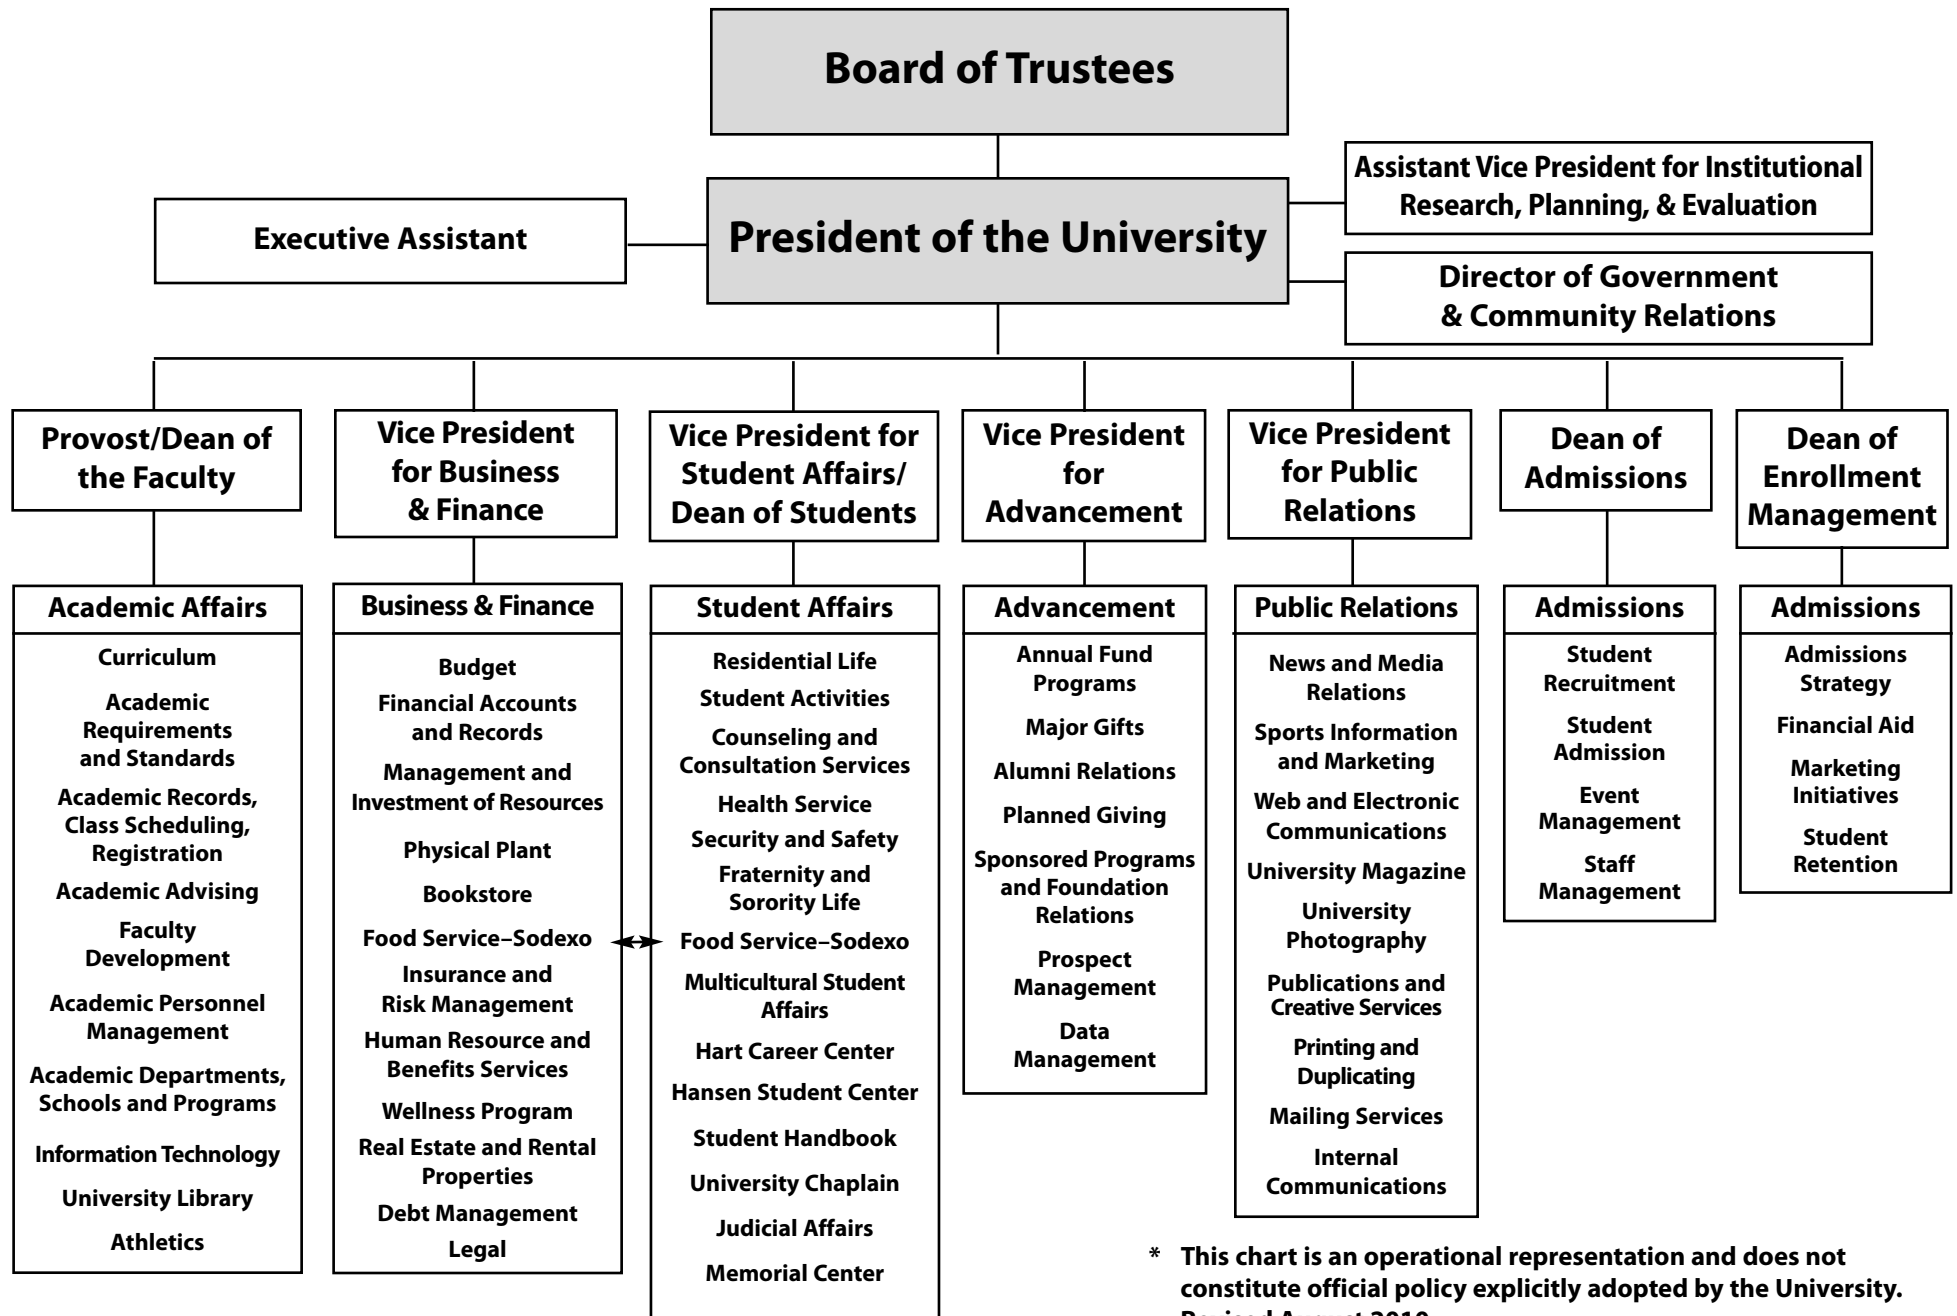 Board of Trustees
Assistant Vice President for Institutional
Research, Planning, & Evaluation
Executive Assistant
President of the University
Director of Government
& Community Relations
Provost/Dean of
the Faculty
Vice President
for Business
& Finance
Vice President for
Student Affairs/
Dean of Students
Vice President
for
Advancement
Vice President
for Public
Relations
Dean of
Admissions
Dean of
Enrollment
Management
Academic Affairs
Curriculum
Academic
Requirements
and Standards
Academic Records,
Class Scheduling,
Registration
Academic Advising
Faculty
Development
Academic Personnel
Management
Academic Departments,
Schools and Programs
Information Technology
University Library
Athletics
Business & Finance
Budget
Financial Accounts
and Records
Management and
Investment of Resources
Physical Plant
Bookstore
Food Service–Sodexo
Insurance and
Risk Management
Human Resource and
Benefits Services
Wellness Program
Real Estate and Rental
Properties
Debt Management
Legal
Student Affairs
Residential Life
Student Activities
Counseling and
Consultation Services
Health Service
Security and Safety
Fraternity and
Sorority Life
Food Service–Sodexo
Multicultural Student
Affairs
Hart Career Center
Hansen Student Center
Student Handbook
University Chaplain
Judicial Affairs
Memorial Center
Advancement
Annual Fund
Programs
Major Gifts
Alumni Relations
Planned Giving
Sponsored Programs
and Foundation
Relations
Prospect
Management
Data
Management
Public Relations
News and Media
Relations
Sports Information
and Marketing
Web and Electronic
Communications
University Magazine
University
Photography
Publications and
Creative Services
Printing and
Duplicating
Mailing Services
Internal
Communications
Admissions
Student
Recruitment
Student
Admission
Event
Management
Staff
Management
Admissions
Admissions
Strategy
Financial Aid
Marketing
Initiatives
Student
Retention
* This chart is an operational representation and does not
constitute official policy explicitly adopted by the University.
Revised August 2010